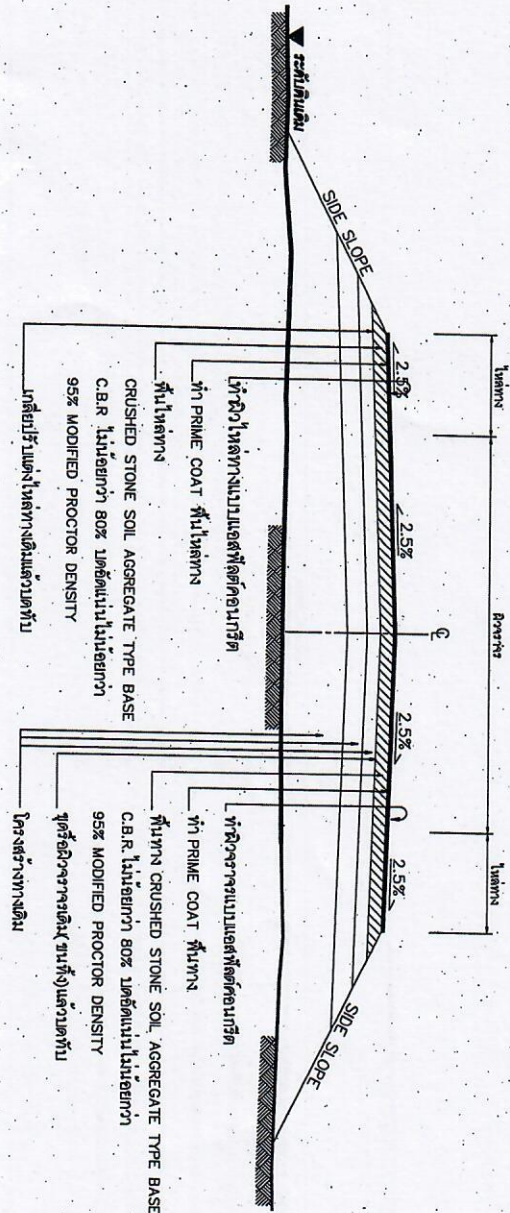 ไหล่ทาง
ผิวจราจร
ไหล่ทาง
2.5%
2.5%
℄
2.5%
2.5%
SIDE SLOPE
SIDE SLOPE
ระดับดินเดิม
ทำผิวไหล่ทางแบบแอสฟัลต์คอนกรีต
ทำ PRIME COAT พื้นไหล่ทาง
พื้นไหล่ทาง
CRUSHED STONE SOIL AGGREGATE TYPE BASE
C.B.R ไม่น้อยกว่า 80% บดอัดแน่นไม่น้อยกว่า
95% MODIFIED PROCTOR DENSITY
เกลี่ยปรับแต่งไหล่ทางเดิมแล้วบดทับ
ทำผิวจราจรแบบแอสฟัลต์คอนกรีต
ทำ PRIME COAT พื้นทาง
พื้นทาง CRUSHED STONE SOIL AGGREGATE TYPE BASE
C.B.R. ไม่น้อยกว่า 80% บดอัดแน่นไม่น้อยกว่า
95% MODIFIED PROCTOR DENSITY
ขุดรื้อผิวจราจรเดิม(ขนทิ้ง)แล้วบดทับ
โครงสร้างทางเดิม